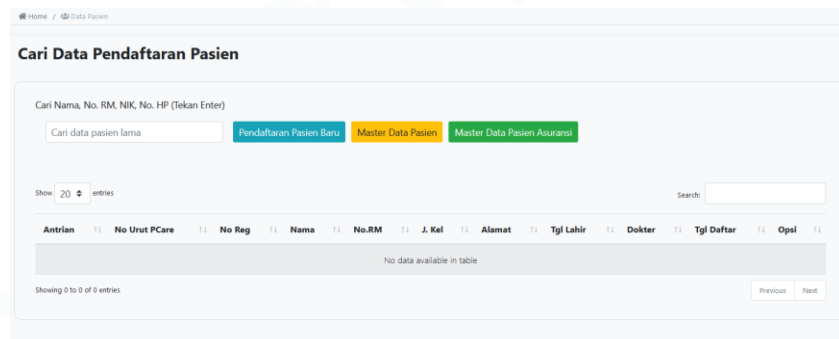 Home / Data Pasien
Cari Data Pendaftaran Pasien
Cari Nama, No. RM, NIK, No. HP (Tekan Enter)
Cari data pasien lama Pendaftaran Pasien Baru Master Data Pasien Master Data Pasien Asuransi
Show 20 entries Search:
Antrian No Urut PCare No Reg Nama No.RM J. Kel Alamat Tgl Lahir Dokter Tgl Daftar Opsi
No data available in table
Showing 0 to 0 of 0 entries Previous Next